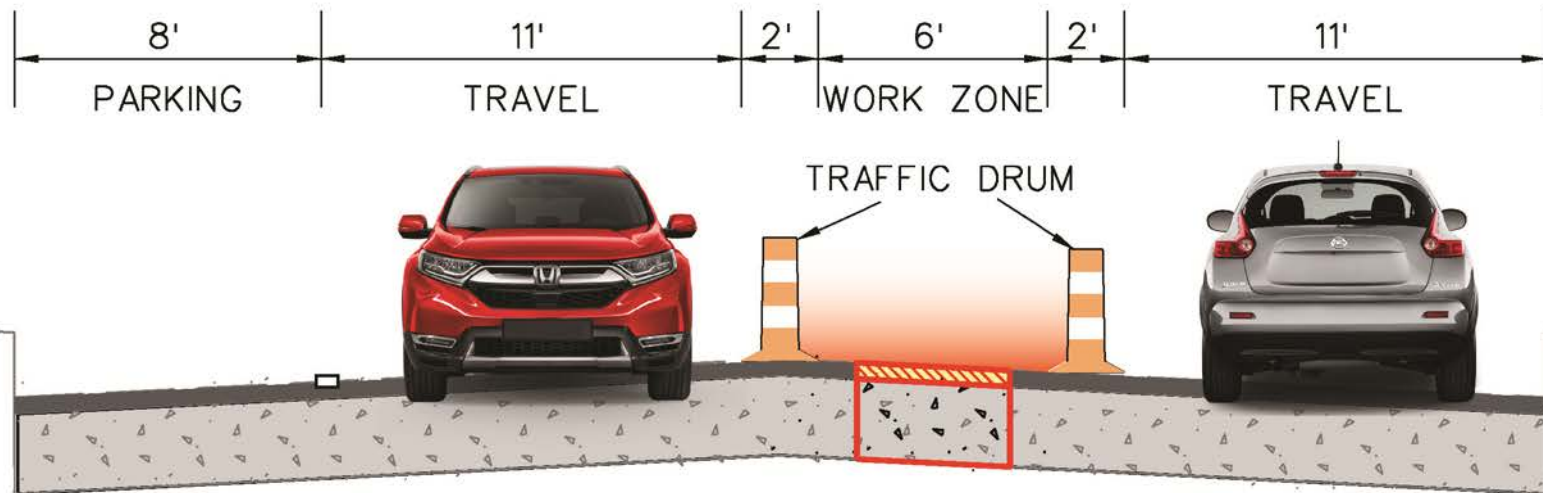 8' 11' 2' 6' 2' 11'
PARKING TRAVEL WORK ZONE TRAVEL
TRAFFIC DRUM